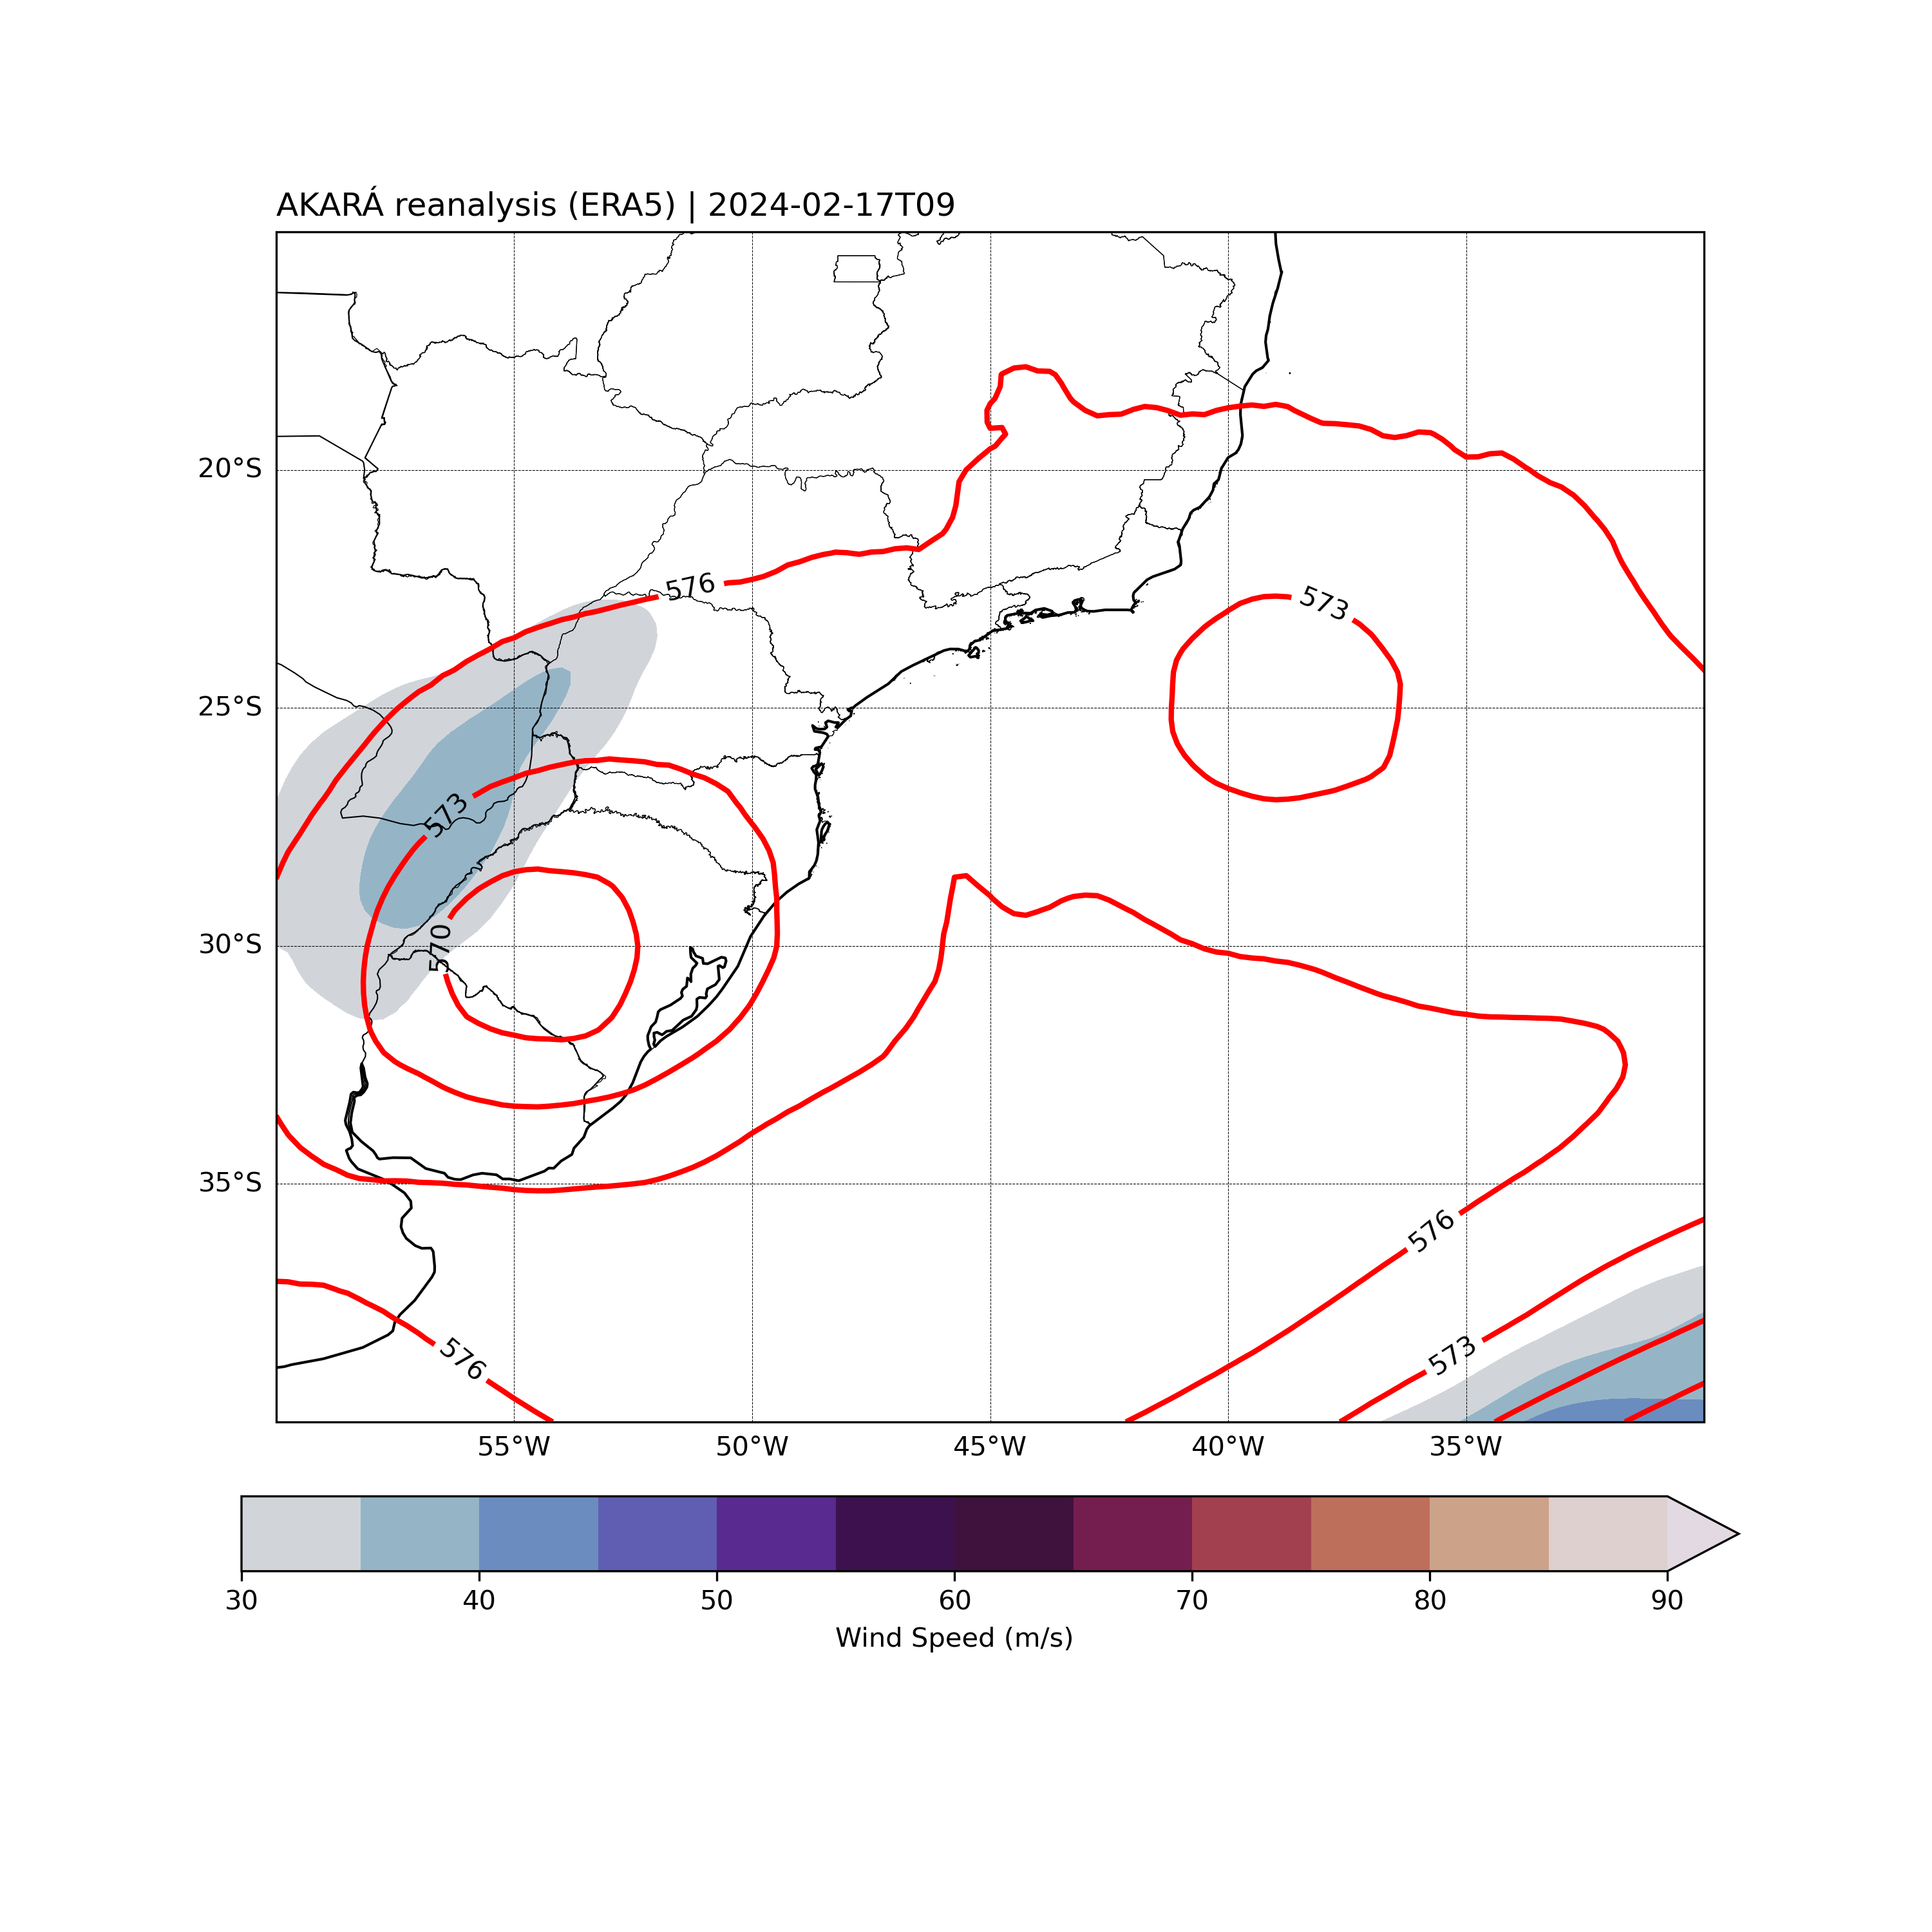 AKARÁ reanalysis (ERA5) | 2024-02-17T09
20°S
576
573
25°S
573
30°S
570
35°S
576
573
576
55°W 50°W 45°W 40°W 35°W
30 40 50 60 70 80 90
Wind Speed (m/s)